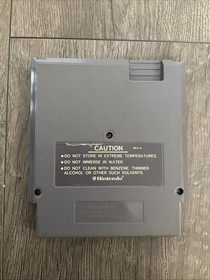 CAUTION
•DO NOT STORE IN EXTREME TEMPERATURES.
•DO NOT IMMERSE IN WATER.
•DO NOT CLEAN WITH BENZENE, THINNER,
ALCOHOL OR OTHER SUCH SOLVENTS.
Nintendo